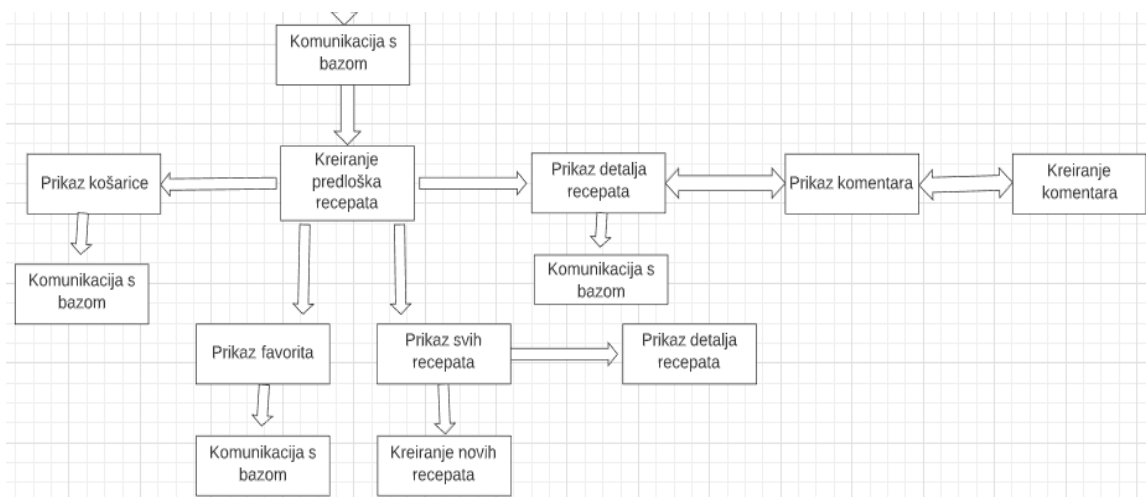 Komunikacija s
bazom
Kreiranje
predloška
recepata
Prikaz košarice
Prikaz detalja
recepata
Prikaz komentara
Kreiranje
komentara
Komunikacija s
bazom
Komunikacija s
bazom
Prikaz favorita
Prikaz svih
recepata
Prikaz detalja
recepata
Komunikacija s
bazom
Kreiranje novih
recepata